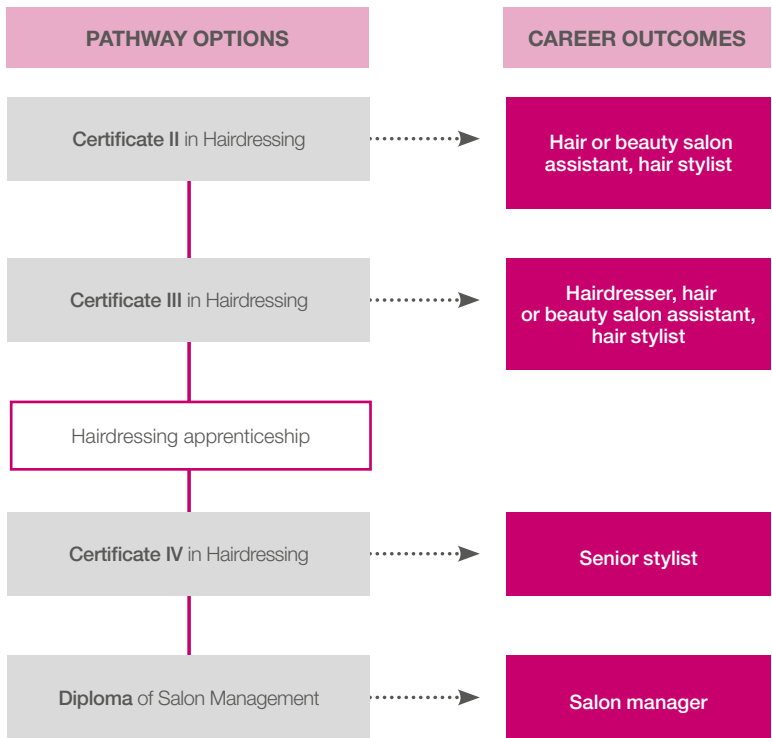 PATHWAY OPTIONS
CAREER OUTCOMES
Certificate II in Hairdressing
Hair or beauty salon
assistant, hair stylist
Certificate III in Hairdressing
Hairdresser, hair
or beauty salon assistant,
hair stylist
Hairdressing apprenticeship
Certificate IV in Hairdressing
Senior stylist
Diploma of Salon Management
Salon manager